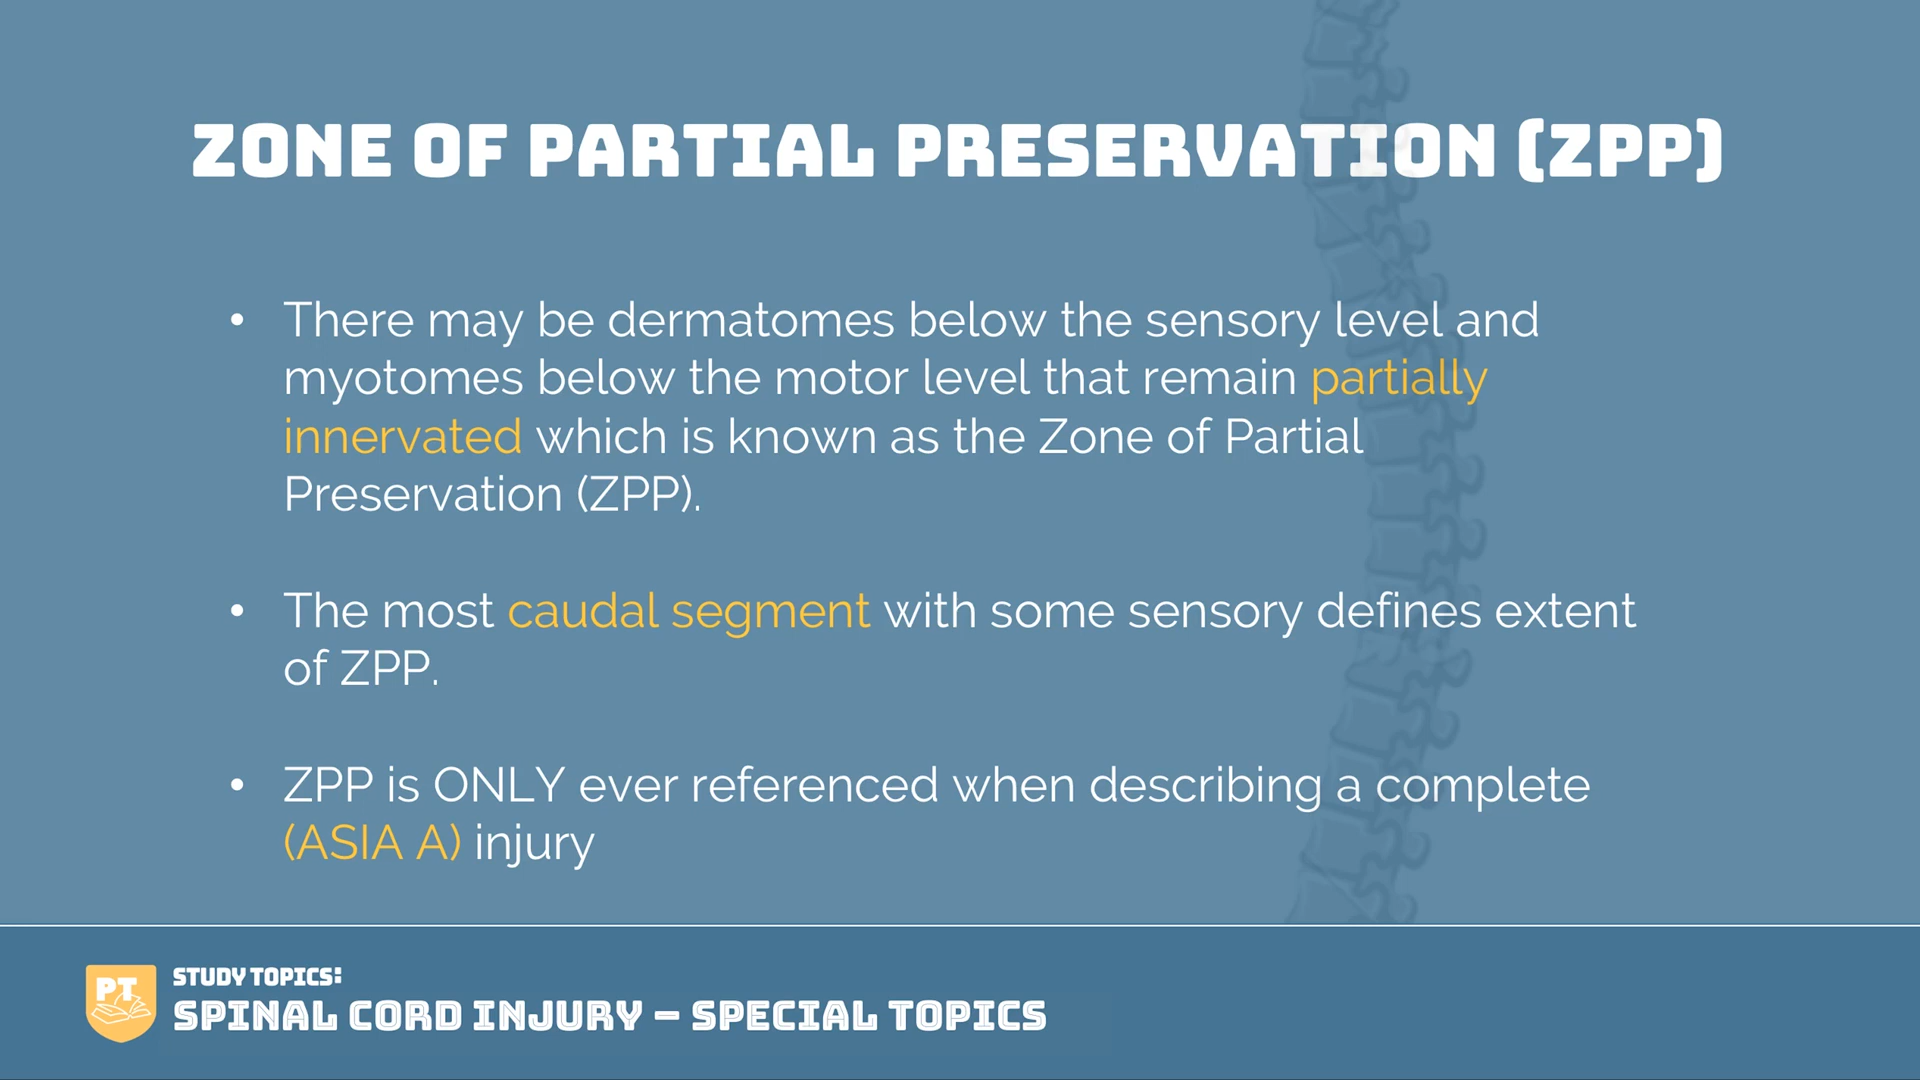 ZONE OF PARTIAL PRESERVATION (ZPP)
• There may be dermatomes below the sensory level and
myotomes below the motor level that remain partially
innervated which is known as the Zone of Partial
Preservation (ZPP).
• The most caudal segment with some sensory defines extent
of ZPP.
• ZPP is ONLY ever referenced when describing a complete
(ASIA A) injury
PT
STUDY TOPICS:
SPINAL CORD INJURY – SPECIAL TOPICS